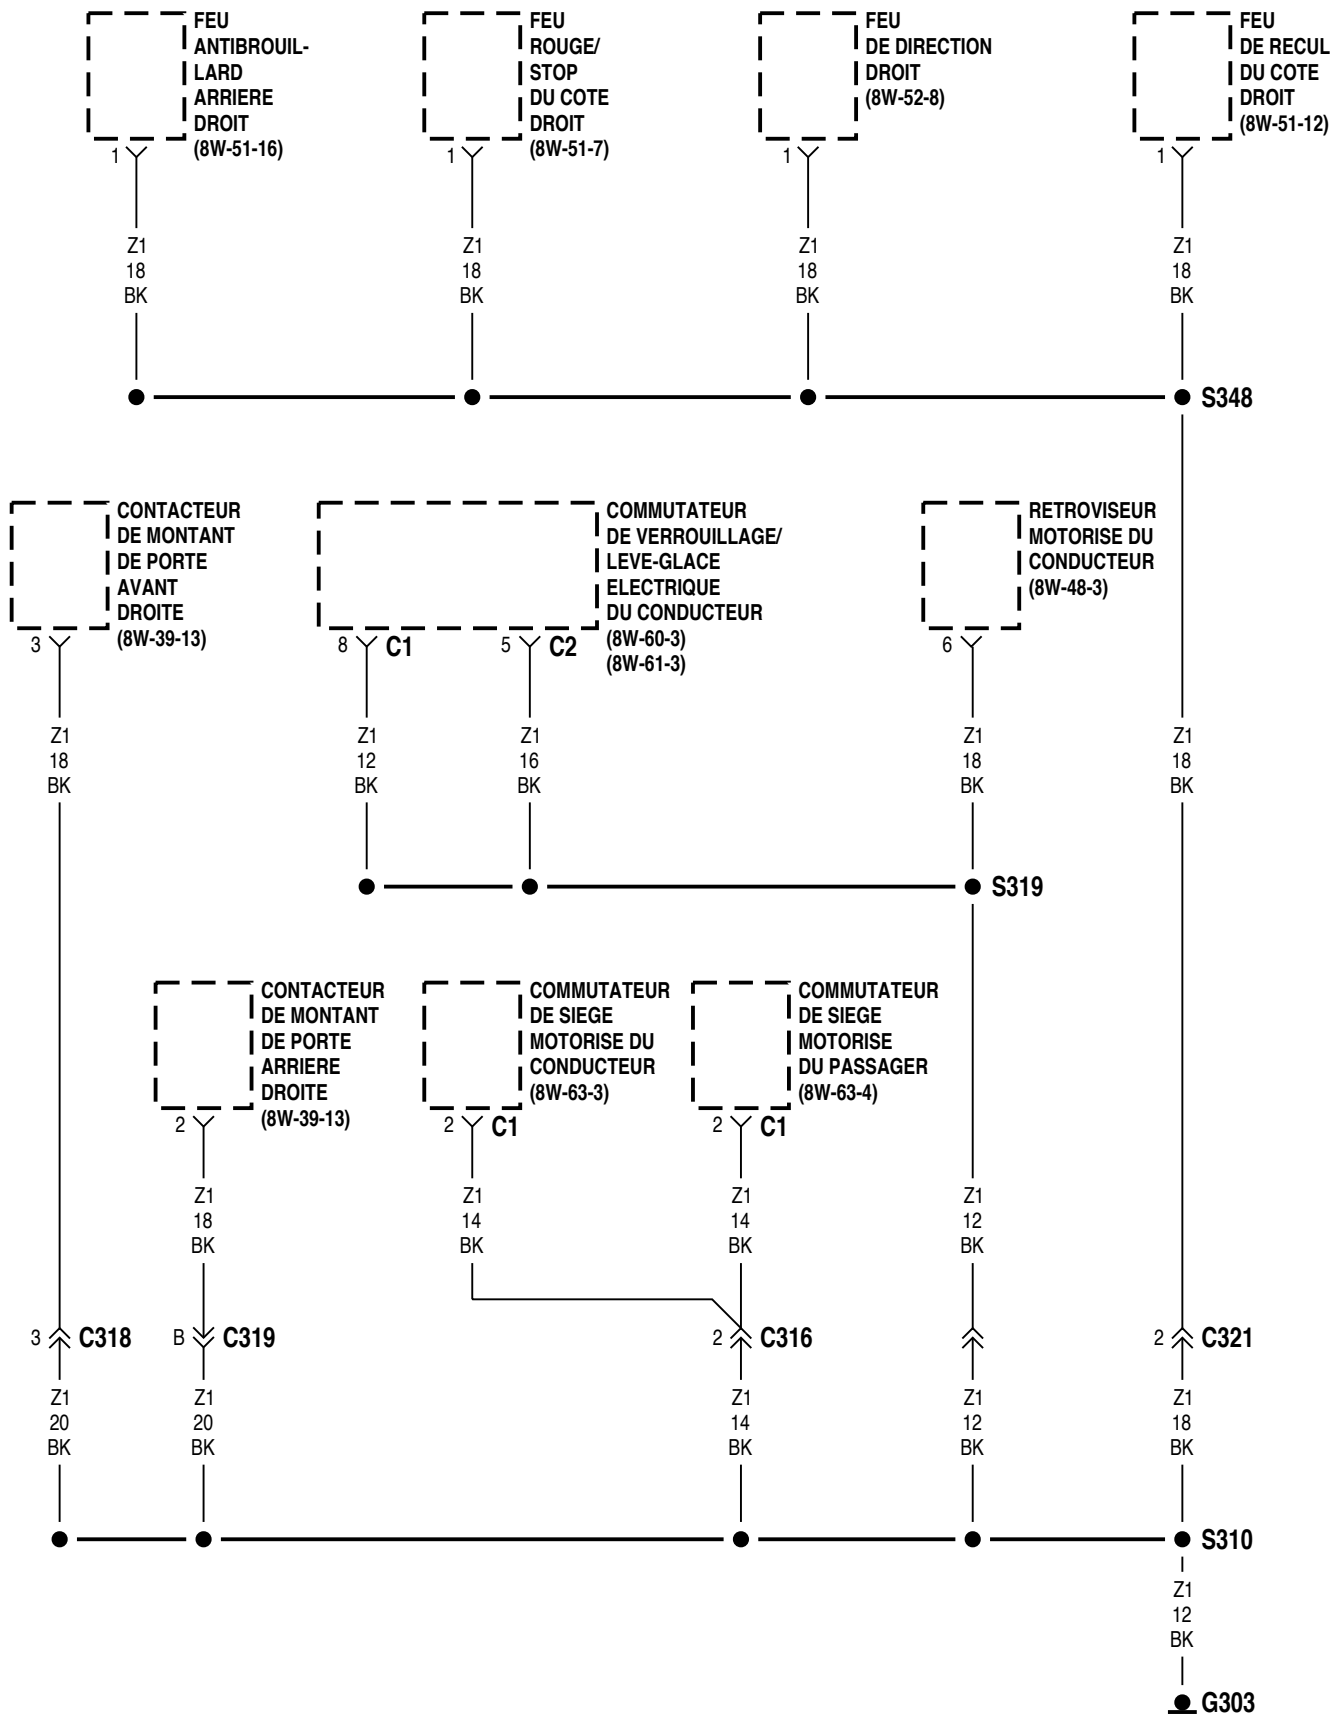 FEU
ANTIBROUIL-
LARD
ARRIERE
DROIT
(8W-51-16)
FEU
ROUGE/
STOP
DU COTE
DROIT
(8W-51-7)
FEU
DE DIRECTION
DROIT
(8W-52-8)
FEU
DE RECUL
DU COTE
DROIT
(8W-51-12)
1
1
1
1
Z1
18
BK
Z1
18
BK
Z1
18
BK
Z1
18
BK
S348
CONTACTEUR
DE MONTANT
DE PORTE
AVANT
DROITE
(8W-39-13)
COMMUTATEUR
DE VERROUILLAGE/
LEVE-GLACE
ELECTRIQUE
DU CONDUCTEUR
(8W-60-3)
(8W-61-3)
RETROVISEUR
MOTORISE DU
CONDUCTEUR
(8W-48-3)
3
8 C1
5 C2
6
Z1
18
BK
Z1
12
BK
Z1
16
BK
Z1
18
BK
Z1
18
BK
S319
CONTACTEUR
DE MONTANT
DE PORTE
ARRIERE
DROITE
(8W-39-13)
COMMUTATEUR
DE SIEGE
MOTORISE DU
CONDUCTEUR
(8W-63-3)
COMMUTATEUR
DE SIEGE
MOTORISE
DU PASSAGER
(8W-63-4)
2
2 C1
2 C1
Z1
18
BK
Z1
14
BK
Z1
14
BK
Z1
12
BK
3 C318
B C319
2 C316
2 C321
Z1
20
BK
Z1
20
BK
Z1
14
BK
Z1
12
BK
Z1
18
BK
S310
Z1
12
BK
G303